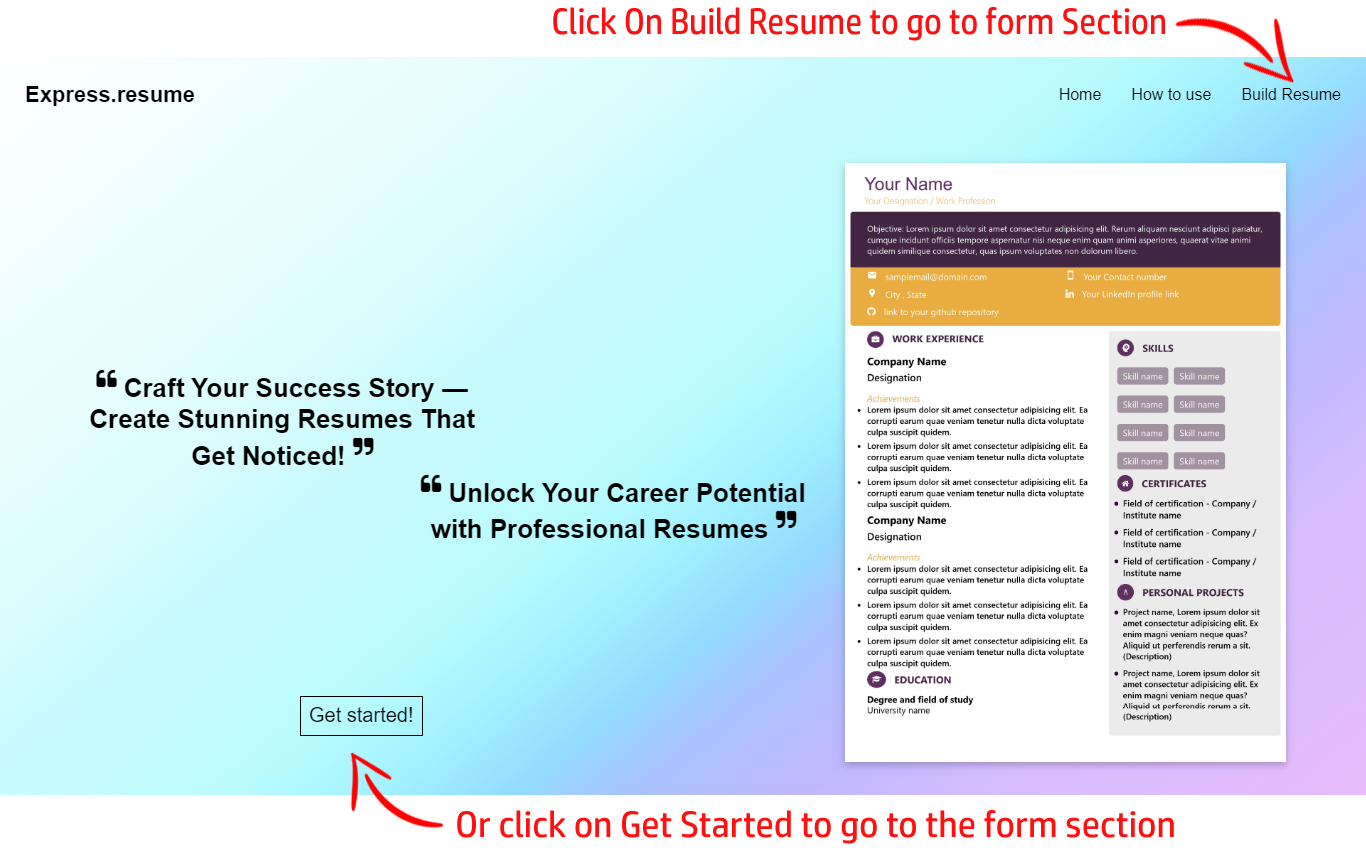 Click On Build Resume to go to form Section
Express.resume
Home How to use Build Resume
❝ Craft Your Success Story —
Create Stunning Resumes That
Get Noticed! ❞
❝ Unlock Your Career Potential
with Professional Resumes ❞
Get started!
Your Name
Your Designation / Work Profession
Objective: Lorem ipsum dolor sit amet consectetur adipisicing elit. Rerum aliquam nesciunt adipisci pariatur,
cumque incidunt officiis tempore aspernatur nisi neque enim quam animi asperiores, quaerat vitae animi
quidem similique consectetur, quas ipsum voluptates non dolorum libero.
samplemail@domain.com
Your Contact number
City , State
Your LinkedIn profile link
link to your github repository
WORK EXPERIENCE
Company Name
Designation
Achievements
• Lorem ipsum dolor sit amet consectetur adipisicing elit. Ea
corrupti earum quae veniam tenetur nulla dicta voluptate
culpa suscipit quidem.
• Lorem ipsum dolor sit amet consectetur adipisicing elit. Ea
corrupti earum quae veniam tenetur nulla dicta voluptate
culpa suscipit quidem.
• Lorem ipsum dolor sit amet consectetur adipisicing elit. Ea
corrupti earum quae veniam tenetur nulla dicta voluptate
culpa suscipit quidem.
Company Name
Designation
Achievements
• Lorem ipsum dolor sit amet consectetur adipisicing elit. Ea
corrupti earum quae veniam tenetur nulla dicta voluptate
culpa suscipit quidem.
• Lorem ipsum dolor sit amet consectetur adipisicing elit. Ea
corrupti earum quae veniam tenetur nulla dicta voluptate
culpa suscipit quidem.
• Lorem ipsum dolor sit amet consectetur adipisicing elit. Ea
corrupti earum quae veniam tenetur nulla dicta voluptate
culpa suscipit quidem.
EDUCATION
Degree and field of study
University name
SKILLS
Skill name Skill name
Skill name Skill name
Skill name Skill name
Skill name Skill name
CERTIFICATES
• Field of certification - Company /
Institute name
• Field of certification - Company /
Institute name
• Field of certification - Company /
Institute name
PERSONAL PROJECTS
• Project name, Lorem ipsum dolor sit
amet consectetur adipisicing elit. Ex
enim magni veniam neque quas?
Aliquid ut perferendis rerum a sit.
(Description)
• Project name, Lorem ipsum dolor sit
amet consectetur adipisicing elit. Ex
enim magni veniam neque quas?
Aliquid ut perferendis rerum a sit.
(Description)
Or click on Get Started to go to the form section